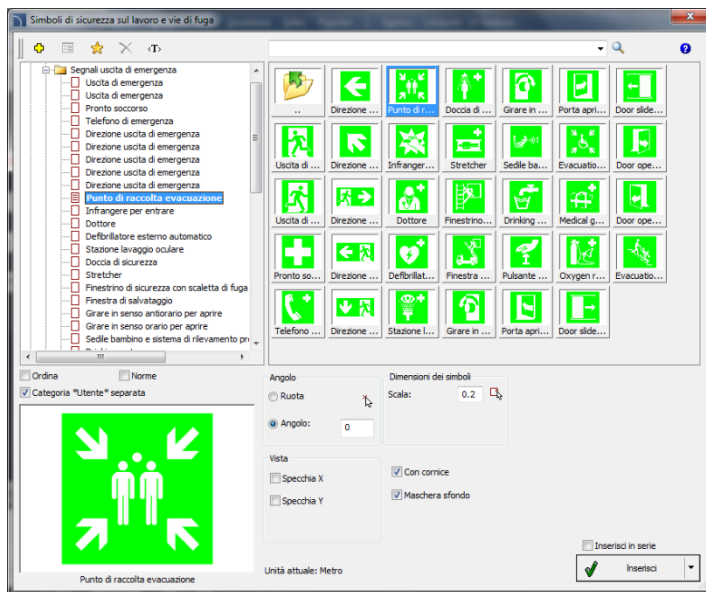 Simboli di sicurezza sul lavoro e vie di fuga
<T>
Segnali uscita di emergenza
Uscita di emergenza
Uscita di emergenza
Pronto soccorso
Telefono di emergenza
Direzione uscita di emergenza
Direzione uscita di emergenza
Direzione uscita di emergenza
Direzione uscita di emergenza
Direzione uscita di emergenza
Punto di raccolta evacuazione
Infrangere per entrare
Dottore
Defibrillatore esterno automatico
Stazione lavaggio oculare
Doccia di sicurezza
Stretcher
Finestrino di sicurezza con scaletta di fuga
Finestra di salvataggio
Girare in senso antiorario per aprire
Girare in senso orario per aprire
Sedile bambino e sistema di rilevamento pre
.. Direzione ... Punto di r... Doccia di ... Girare in ... Porta apri... Door slide...
Uscita di ... Direzione ... Infranger... Stretcher Sedile ba... Evacuatio... Door ope...
Uscita di ... Direzione ... Dottore Finestrino... Drinking ... Medical g... Door ope...
Pronto so... Direzione ... Defibrillat... Finestra ... Pulsante ... Oxygen r... Evacuatio...
Telefono ... Direzione ... Stazione l... Girare in ... Porta apri... Door slide...
Ordina Norme
Categoria "Utente" separata
Punto di raccolta evacuazione
Angolo
Ruota
Angolo: 0
Dimensioni dei simboli
Scala: 0.2
Vista
Specchia X
Specchia Y
Con cornice
Maschera sfondo
Unità attuale: Metro
Inserisci in serie
Inserisci